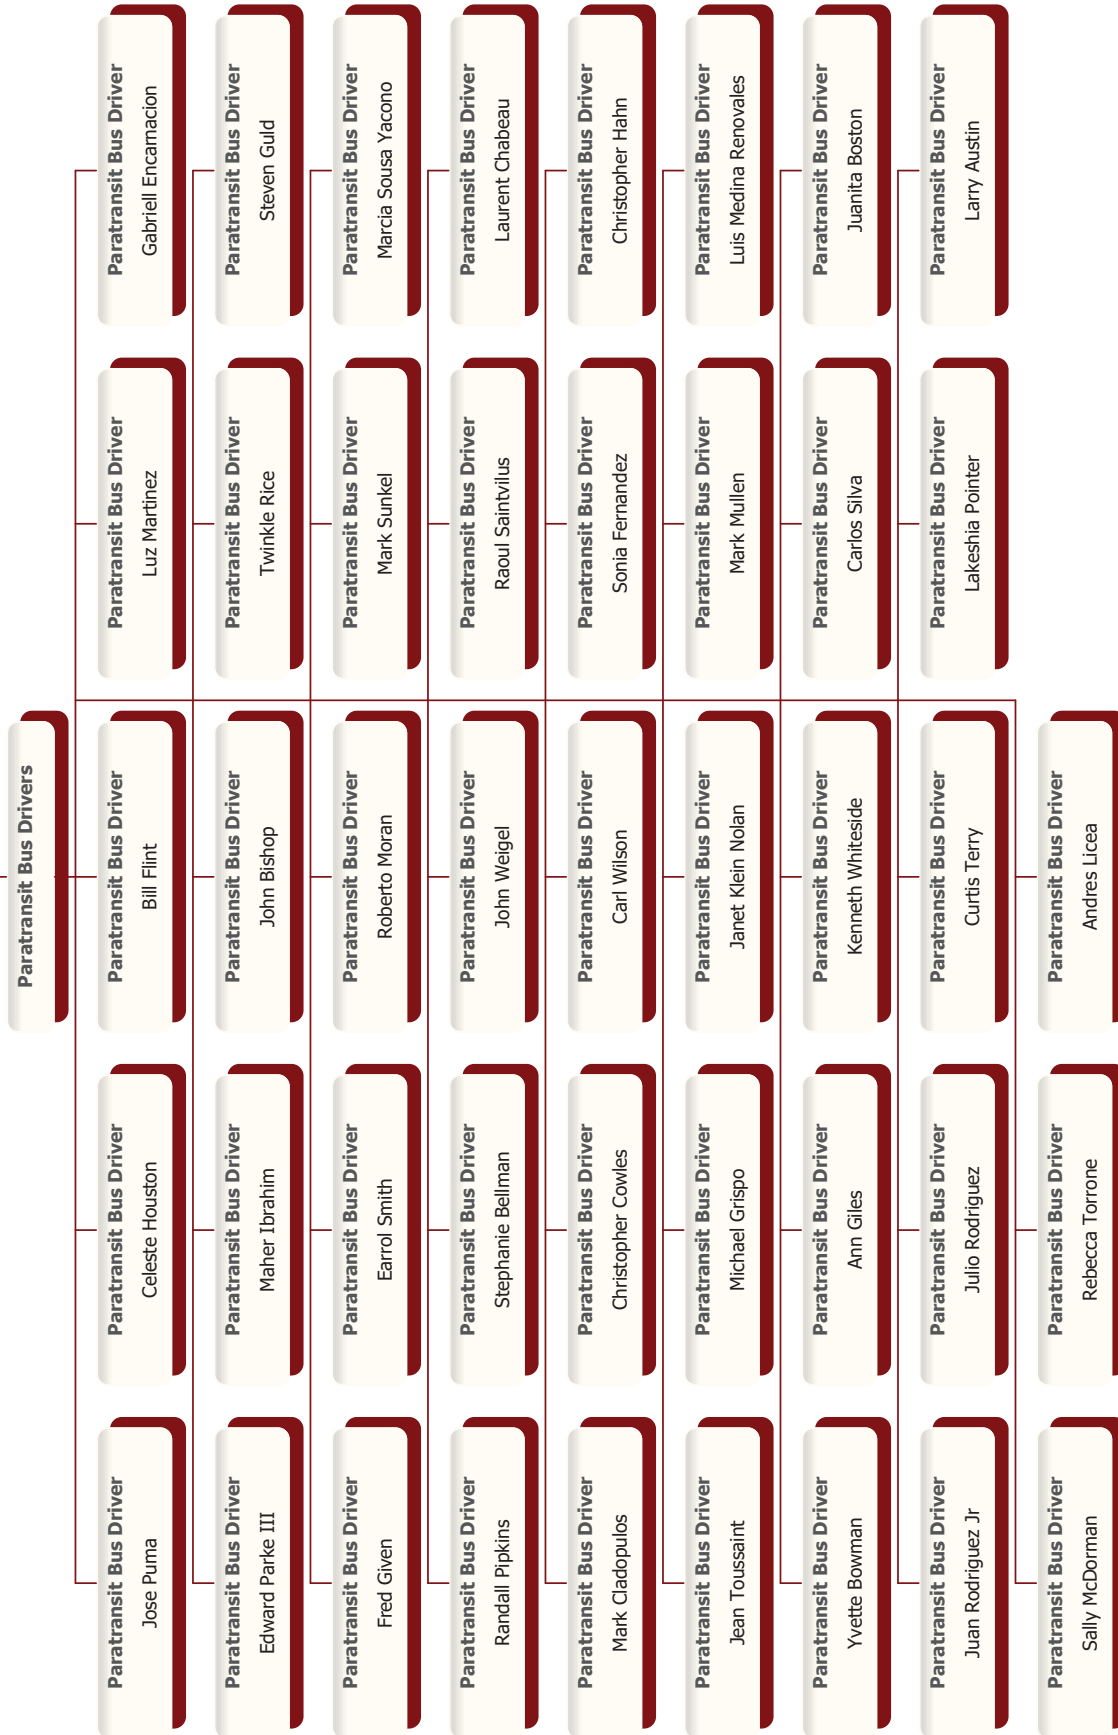 Paratransit Bus Drivers
Paratransit Bus Driver
Jose Puma
Paratransit Bus Driver
Celeste Houston
Paratransit Bus Driver
Bill Flint
Paratransit Bus Driver
Luz Martinez
Paratransit Bus Driver
Gabriell Encarnacion
Paratransit Bus Driver
Edward Parke III
Paratransit Bus Driver
Maher Ibrahim
Paratransit Bus Driver
John Bishop
Paratransit Bus Driver
Twinkle Rice
Paratransit Bus Driver
Steven Guld
Paratransit Bus Driver
Fred Given
Paratransit Bus Driver
Earrol Smith
Paratransit Bus Driver
Roberto Moran
Paratransit Bus Driver
Mark Sunkel
Paratransit Bus Driver
Marcia Sousa Yacono
Paratransit Bus Driver
Randall Pipkins
Paratransit Bus Driver
Stephanie Bellman
Paratransit Bus Driver
John Weigel
Paratransit Bus Driver
Raoul Saintvilus
Paratransit Bus Driver
Laurent Chabeau
Paratransit Bus Driver
Mark Cladopulos
Paratransit Bus Driver
Christopher Cowles
Paratransit Bus Driver
Carl Wilson
Paratransit Bus Driver
Sonia Fernandez
Paratransit Bus Driver
Christopher Hahn
Paratransit Bus Driver
Jean Toussaint
Paratransit Bus Driver
Michael Grispo
Paratransit Bus Driver
Janet Klein Nolan
Paratransit Bus Driver
Mark Mullen
Paratransit Bus Driver
Luis Medina Renovales
Paratransit Bus Driver
Yvette Bowman
Paratransit Bus Driver
Ann Giles
Paratransit Bus Driver
Kenneth Whiteside
Paratransit Bus Driver
Carlos Silva
Paratransit Bus Driver
Juanita Boston
Paratransit Bus Driver
Juan Rodriguez Jr
Paratransit Bus Driver
Julio Rodriguez
Paratransit Bus Driver
Curtis Terry
Paratransit Bus Driver
Lakeshia Pointer
Paratransit Bus Driver
Larry Austin
Paratransit Bus Driver
Sally McDorman
Paratransit Bus Driver
Rebecca Torrone
Paratransit Bus Driver
Andres Licea